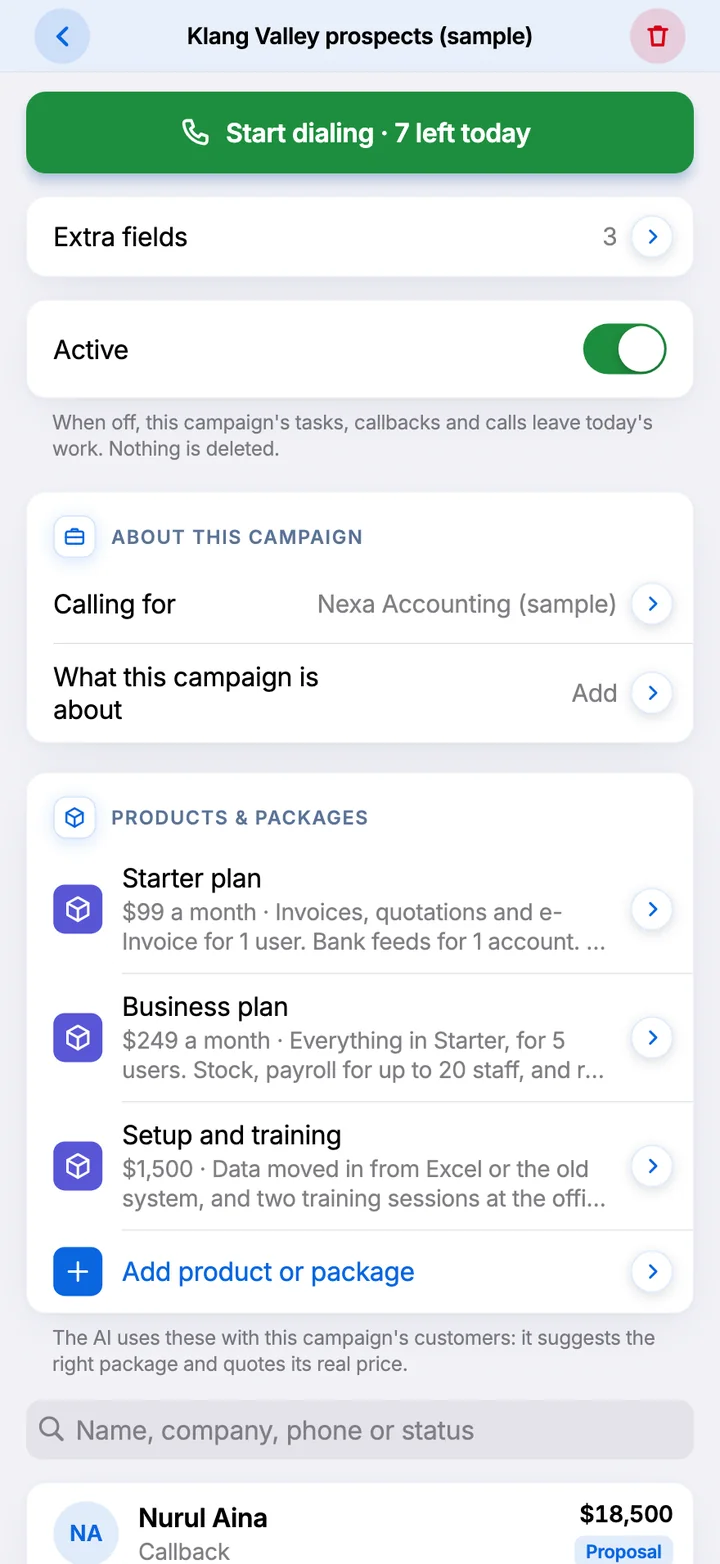 Klang Valley prospects (sample)
Start dialing · 7 left today
Extra fields
3
Active
When off, this campaign's tasks, callbacks and calls leave today's
work. Nothing is deleted.
ABOUT THIS CAMPAIGN
Calling for
Nexa Accounting (sample)
What this campaign is
about
Add
PRODUCTS & PACKAGES
Starter plan
$99 a month · Invoices, quotations and e-
Invoice for 1 user. Bank feeds for 1 account. ...
Business plan
$249 a month · Everything in Starter, for 5
users. Stock, payroll for up to 20 staff, and r...
Setup and training
$1,500 · Data moved in from Excel or the old
system, and two training sessions at the offi...
Add product or package
The AI uses these with this campaign's customers: it suggests the
right package and quotes its real price.
Name, company, phone or status
NA
Nurul Aina
$18,500
Callback
Proposal